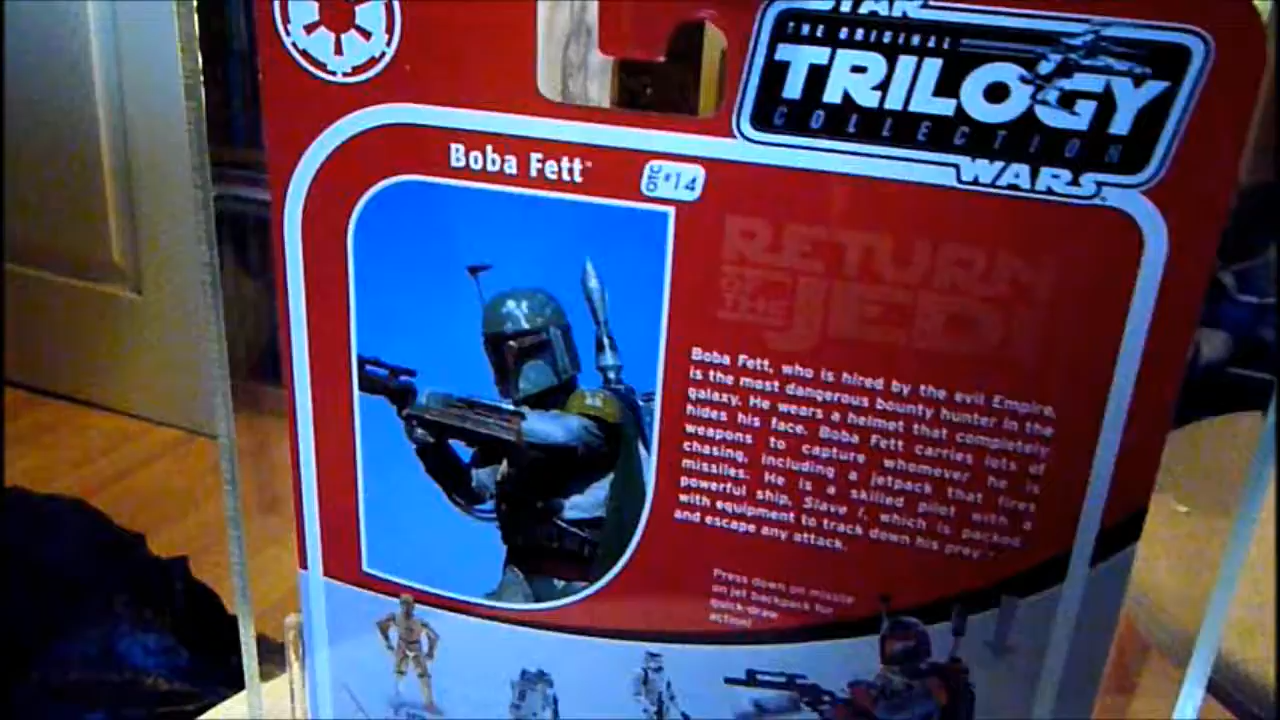 STAR
THE ORIGINAL
TRILOGY
COLLECTION
WARS
Boba Fett™
OTC #14
RETURN
OF THE
JEDI
Boba Fett, who is hired by the evil Empire,
is the most dangerous bounty hunter in the
galaxy. He wears a helmet that completely
hides his face. Boba Fett carries lots of
weapons to capture whomever he is
chasing, including a jetpack that fires
missiles. He is a skilled pilot with a
powerful ship, Slave I, which is packed
with equipment to track down his prey
and escape any attack.
Press down on missile
on jet backpack for
quick-draw
action!